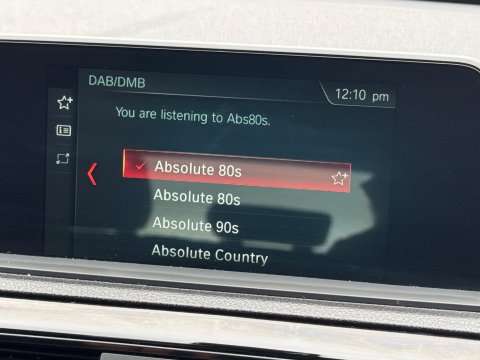 DAB/DMB
12:10 pm
You are listening to Abs80s.
Absolute 80s
Absolute 80s
Absolute 90s
Absolute Country